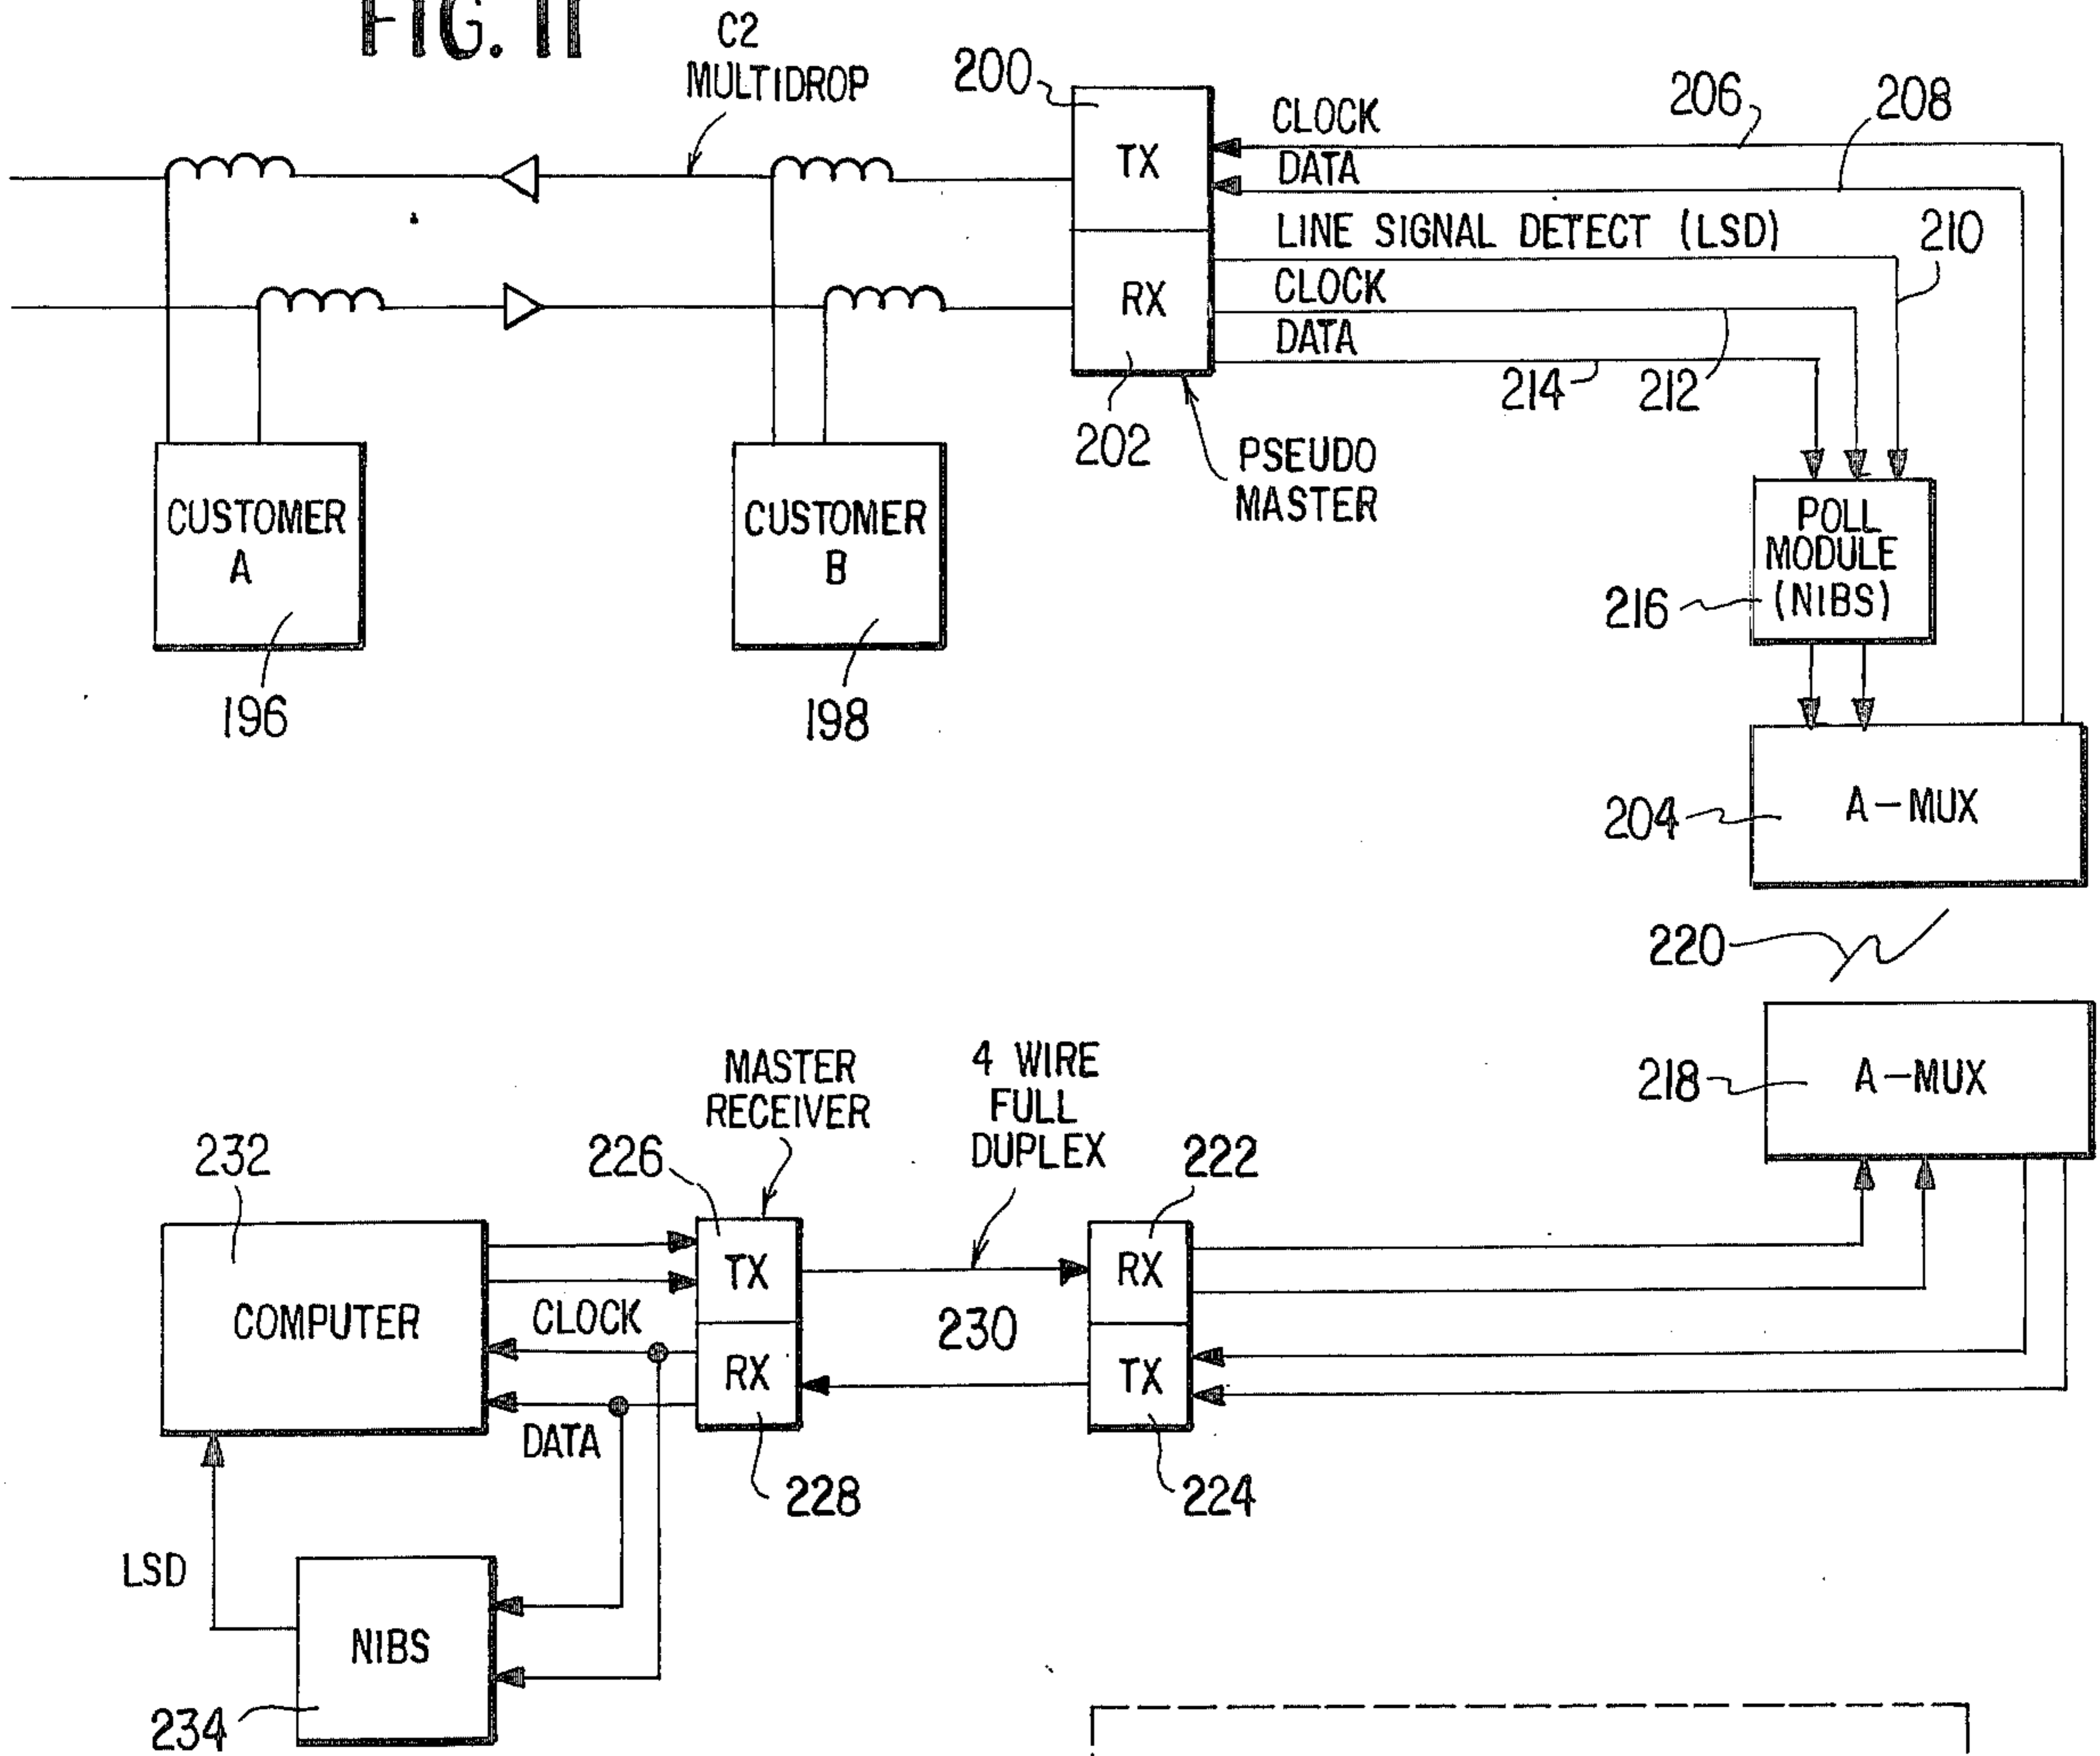 FIG. 11
C2
MULTIDROP
200
TX
CLOCK
DATA
206
208
LINE SIGNAL DETECT (LSD)
210
RX
CLOCK
DATA
214
212
202
PSEUDO
MASTER
CUSTOMER
A
CUSTOMER
B
196
198
POLL
MODULE
(NIBS)
216
204
A-MUX
220
218
A-MUX
MASTER
RECEIVER
4 WIRE
FULL
DUPLEX
232
226
222
COMPUTER
TX
RX
CLOCK
230
RX
TX
DATA
228
224
LSD
NIBS
234